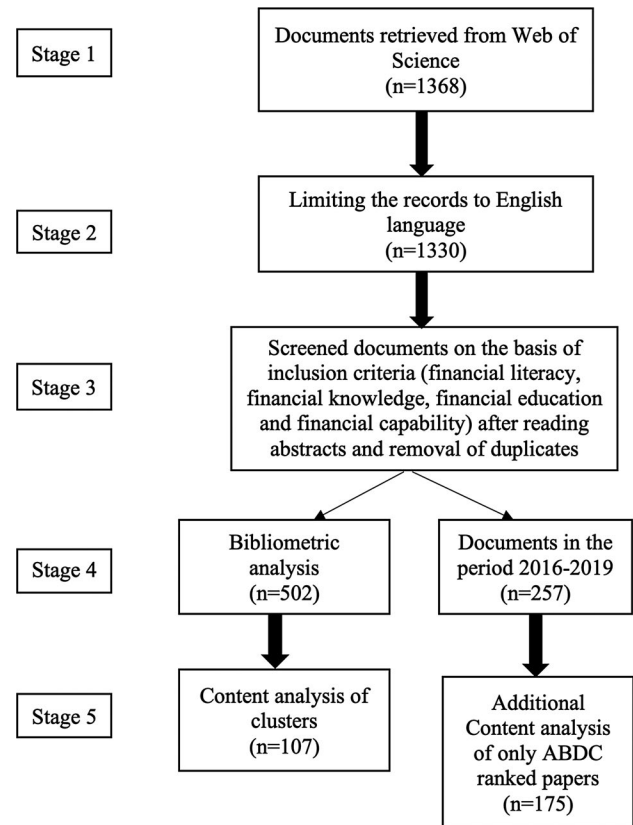 Stage 1
Documents retrieved from Web of
Science
(n=1368)
Stage 2
Limiting the records to English
language
(n=1330)
Stage 3
Screened documents on the basis of
inclusion criteria (financial literacy,
financial knowledge, financial education
and financial capability) after reading
abstracts and removal of duplicates
Stage 4
Bibliometric
analysis
(n=502)
Documents in the
period 2016-2019
(n=257)
Stage 5
Content analysis of
clusters
(n=107)
Additional
Content analysis
of only ABDC
ranked papers
(n=175)